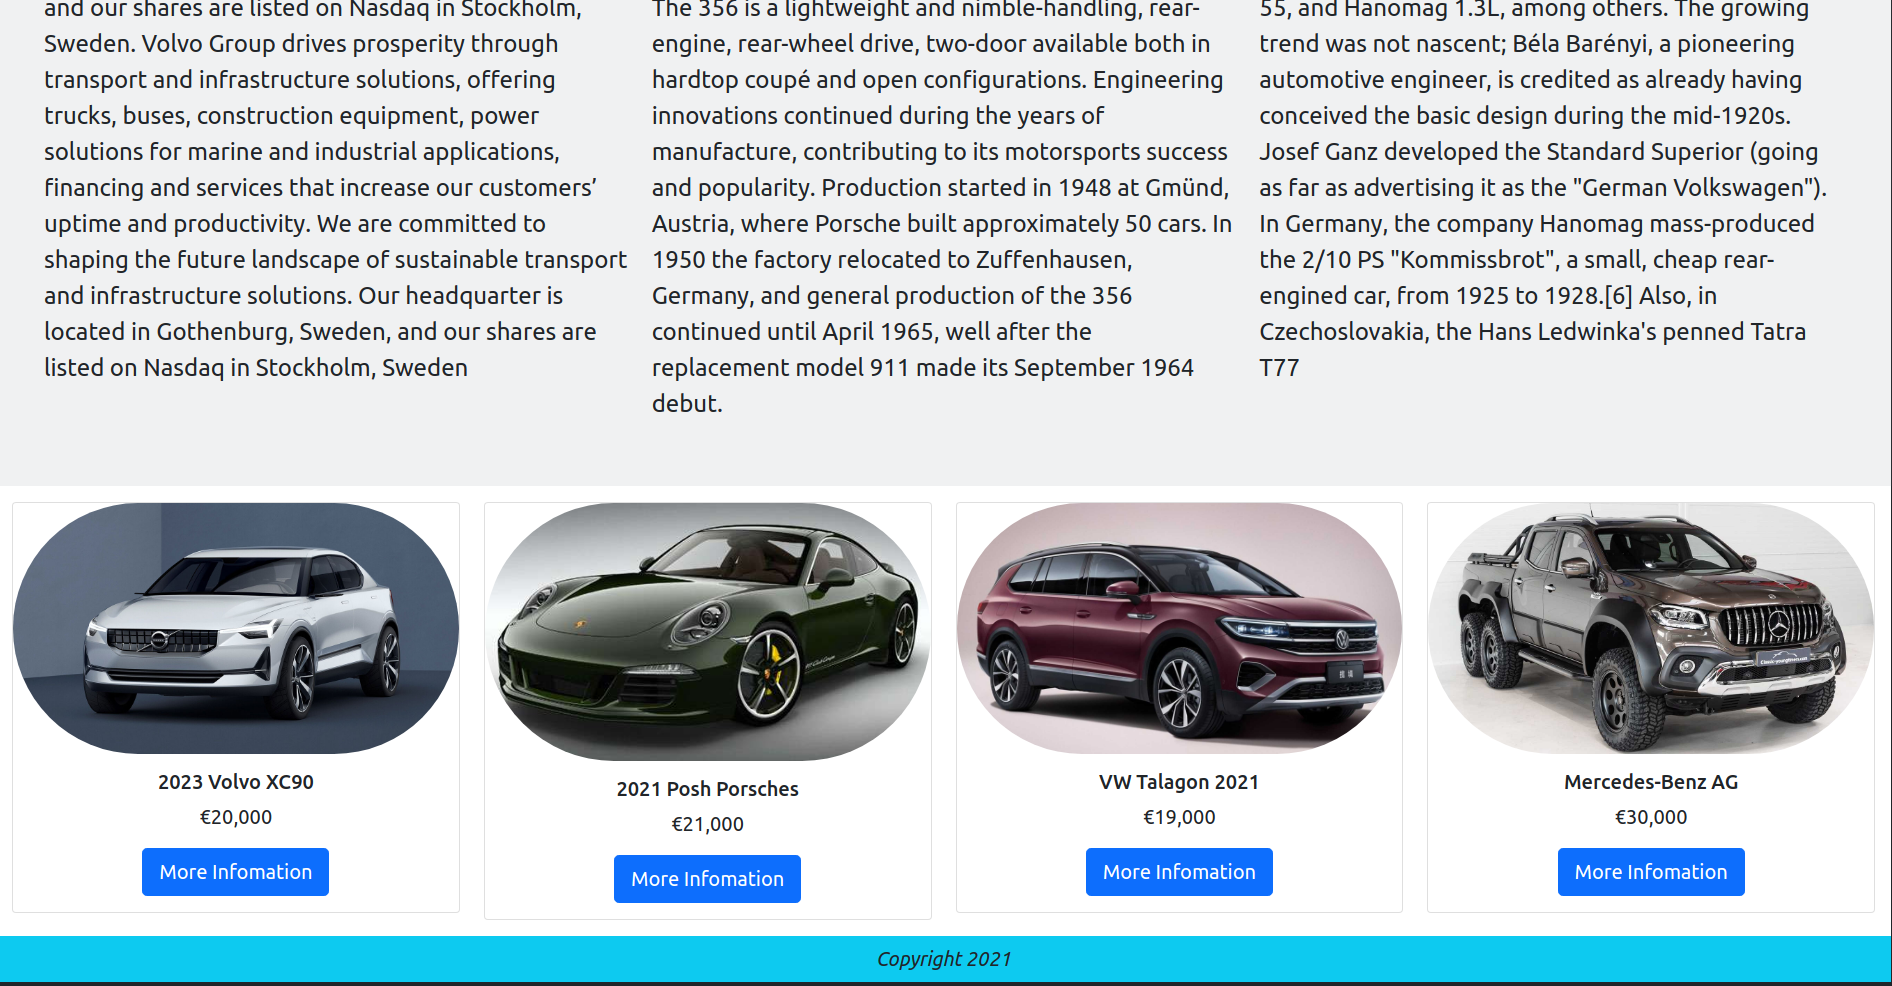 and our shares are listed on Nasdaq in Stockholm,
Sweden. Volvo Group drives prosperity through
transport and infrastructure solutions, offering
trucks, buses, construction equipment, power
solutions for marine and industrial applications,
financing and services that increase our customers’
uptime and productivity. We are committed to
shaping the future landscape of sustainable transport
and infrastructure solutions. Our headquarter is
located in Gothenburg, Sweden, and our shares are
listed on Nasdaq in Stockholm, Sweden
The 356 is a lightweight and nimble-handling, rear-
engine, rear-wheel drive, two-door available both in
hardtop coupé and open configurations. Engineering
innovations continued during the years of
manufacture, contributing to its motorsports success
and popularity. Production started in 1948 at Gmünd,
Austria, where Porsche built approximately 50 cars. In
1950 the factory relocated to Zuffenhausen,
Germany, and general production of the 356
continued until April 1965, well after the
replacement model 911 made its September 1964
debut.
55, and Hanomag 1.3L, among others. The growing
trend was not nascent; Béla Barényi, a pioneering
automotive engineer, is credited as already having
conceived the basic design during the mid-1920s.
Josef Ganz developed the Standard Superior (going
as far as advertising it as the "German Volkswagen").
In Germany, the company Hanomag mass-produced
the 2/10 PS "Kommissbrot", a small, cheap rear-
engined car, from 1925 to 1928.[6] Also, in
Czechoslovakia, the Hans Ledwinka's penned Tatra
T77
2023 Volvo XC90
€20,000
More Infomation
2021 Posh Porsches
€21,000
More Infomation
VW Talagon 2021
€19,000
More Infomation
Mercedes-Benz AG
€30,000
More Infomation
Copyright 2021